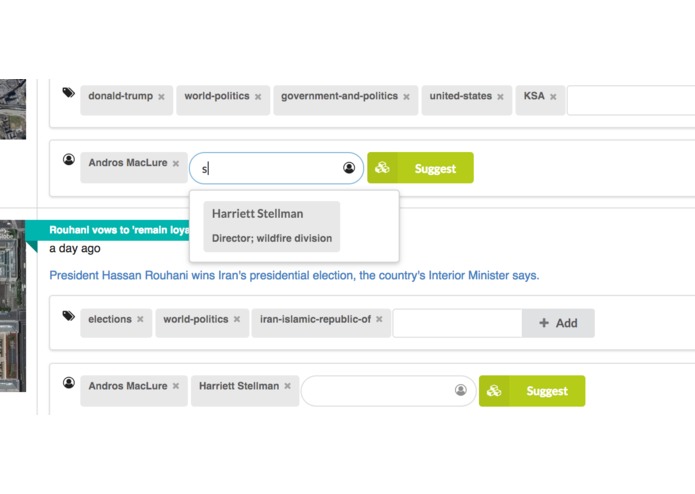 donald-trump × world-politics × government-and-politics × united-states × KSA ×
Andros MacLure × s Suggest
Harriett Stellman
Director; wildfire division
Rouhani vows to 'remain loya
a day ago
President Hassan Rouhani wins Iran's presidential election, the country's Interior Minister says.
elections × world-politics × iran-islamic-republic-of × + Add
Andros MacLure × Harriett Stellman × Suggest